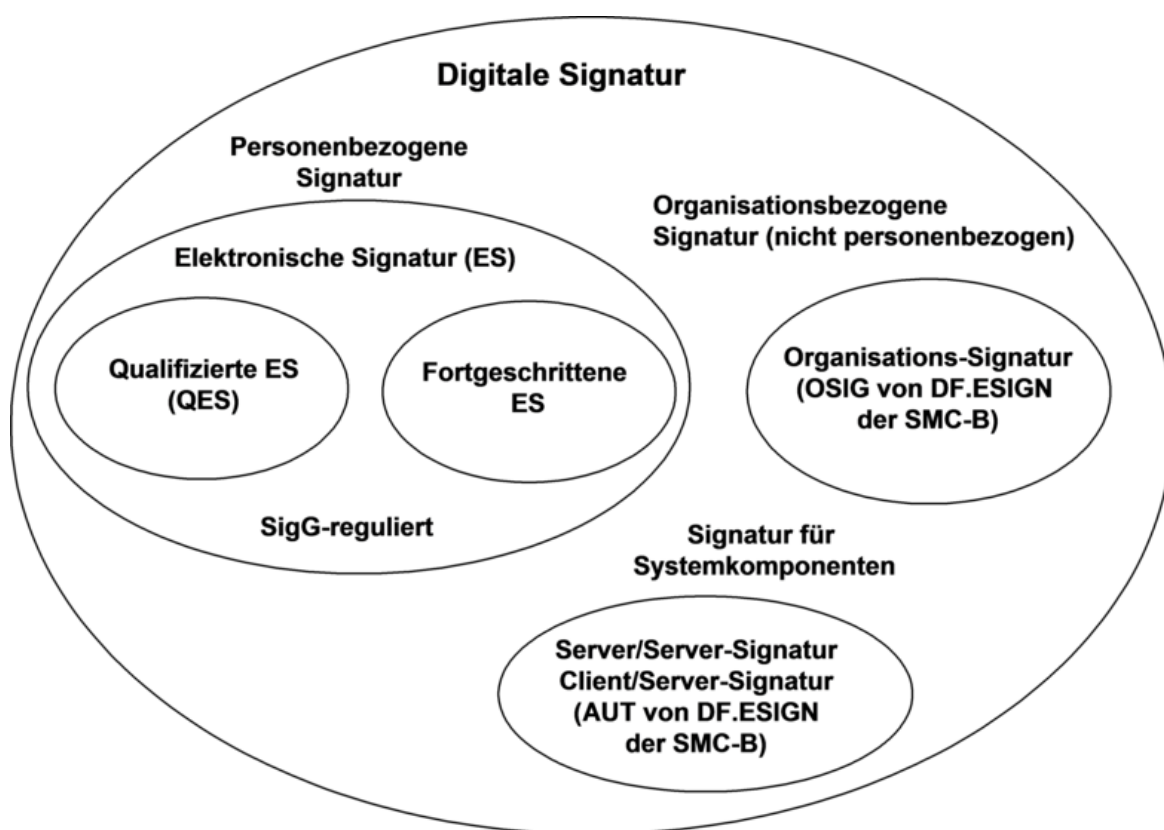 Digitale Signatur
Personenbezogene
Signatur
Organisationsbezogene
Signatur (nicht personenbezogen)
Elektronische Signatur (ES)
Qualifizierte ES
(QES)
Fortgeschrittene
ES
Organisations-Signatur
(OSIG von DF.ESIGN
der SMC-B)
SigG-reguliert
Signatur für
Systemkomponenten
Server/Server-Signatur
Client/Server-Signatur
(AUT von DF.ESIGN
der SMC-B)